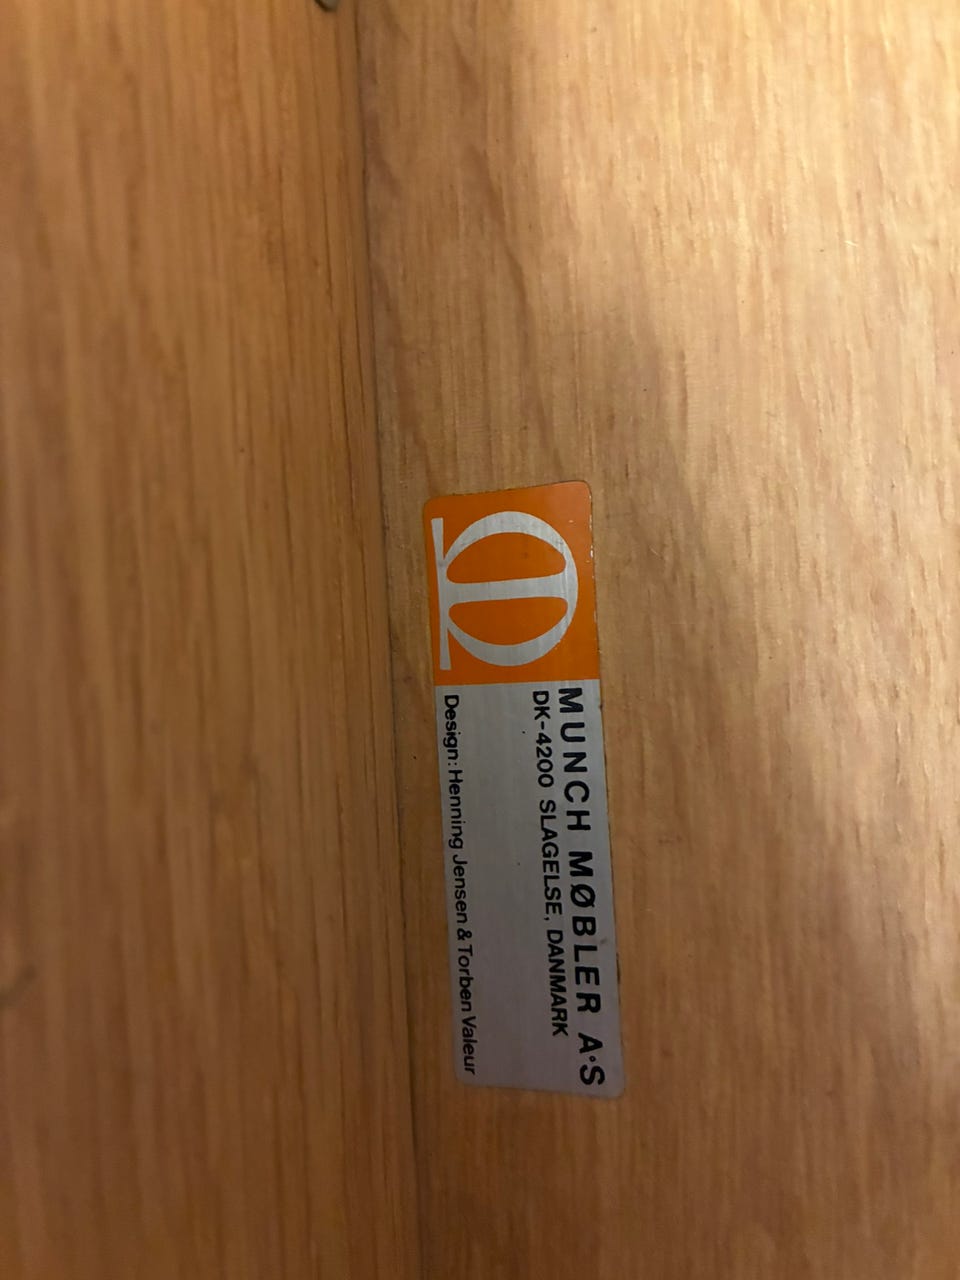 MUNCH MØBLER A·S
DK-4200 SLAGELSE, DANMARK
Design: Henning Jensen & Torben Valeur